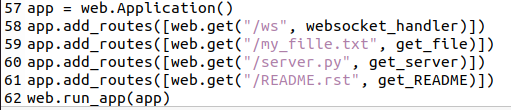 57 app = web.Application()
58 app.add_routes([web.get("/ws", websocket_handler)])
59 app.add_routes([web.get("/my_fille.txt", get_file)])
60 app.add_routes([web.get("/server.py", get_server)])
61 app.add_routes([web.get("/README.rst", get_README)])
62 web.run_app(app)